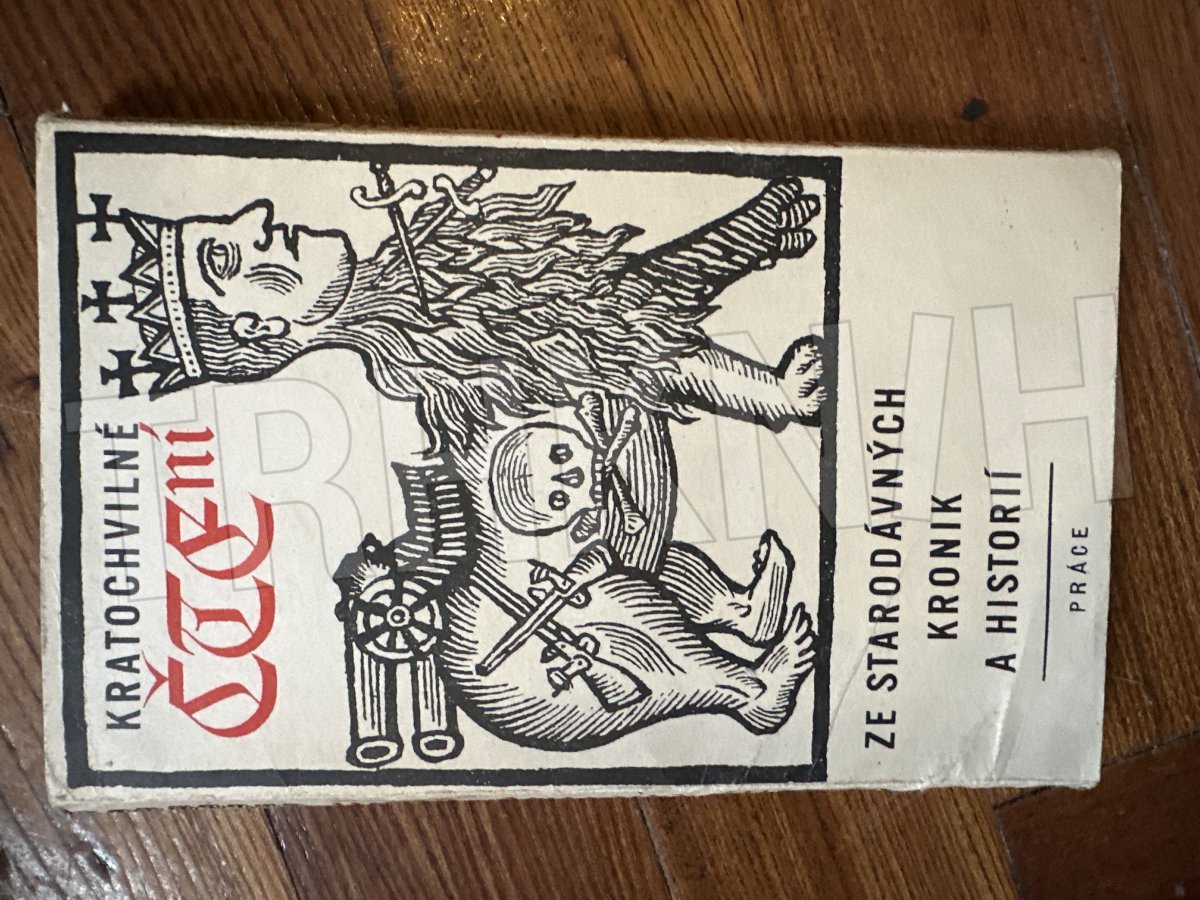 KRATOCHVILNÉ
ČTENÍ
ZE STARODÁVNÝCH
KRONIK
A HISTORIÍ
PRÁCE